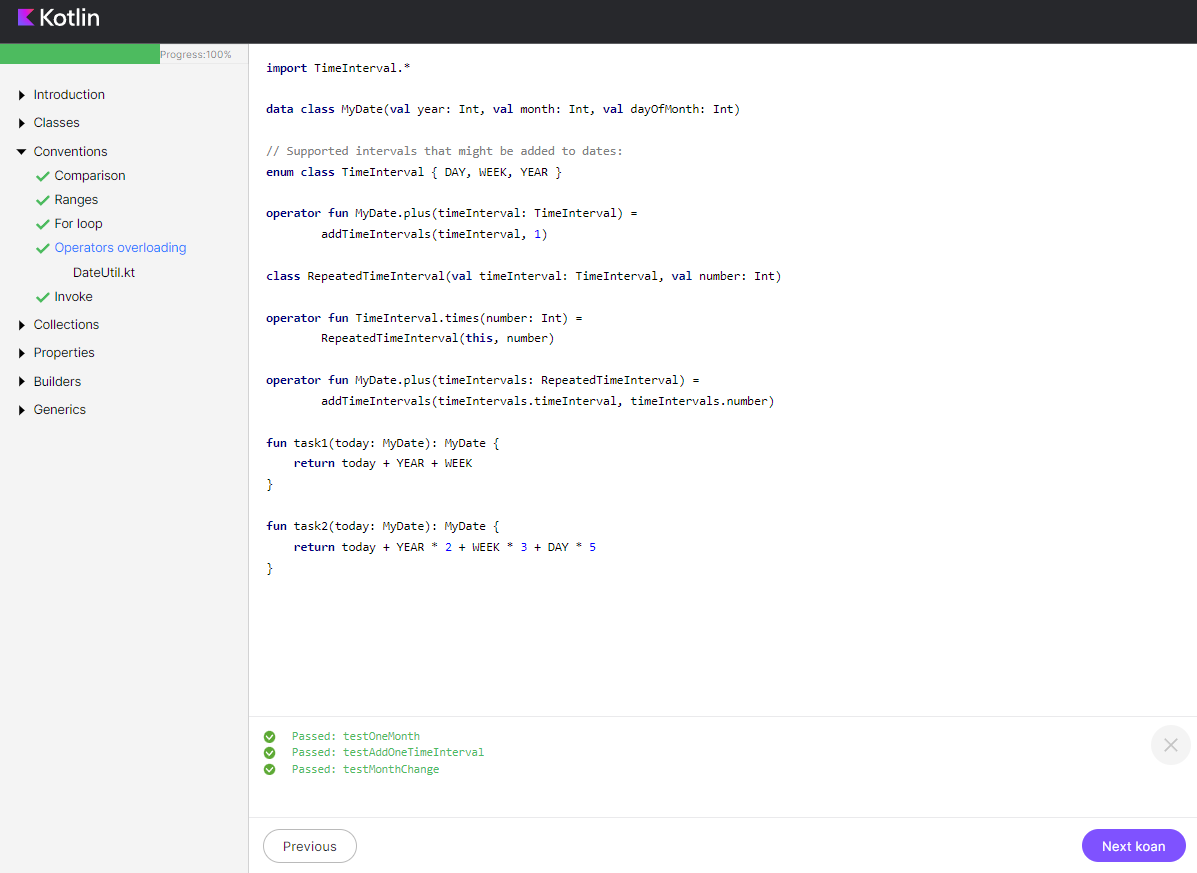 Kotlin
Progress:100%
Introduction
Classes
Conventions
Comparison
Ranges
For loop
Operators overloading
DateUtil.kt
Invoke
Collections
Properties
Builders
Generics
import TimeInterval.*
data class MyDate(val year: Int, val month: Int, val dayOfMonth: Int)
// Supported intervals that might be added to dates:
enum class TimeInterval { DAY, WEEK, YEAR }
operator fun MyDate.plus(timeInterval: TimeInterval) =
addTimeIntervals(timeInterval, 1)
class RepeatedTimeInterval(val timeInterval: TimeInterval, val number: Int)
operator fun TimeInterval.times(number: Int) =
RepeatedTimeInterval(this, number)
operator fun MyDate.plus(timeIntervals: RepeatedTimeInterval) =
addTimeIntervals(timeIntervals.timeInterval, timeIntervals.number)
fun task1(today: MyDate): MyDate {
return today + YEAR + WEEK
}
fun task2(today: MyDate): MyDate {
return today + YEAR * 2 + WEEK * 3 + DAY * 5
}
Passed: testOneMonth
Passed: testAddOneTimeInterval
Passed: testMonthChange
Previous
Next koan